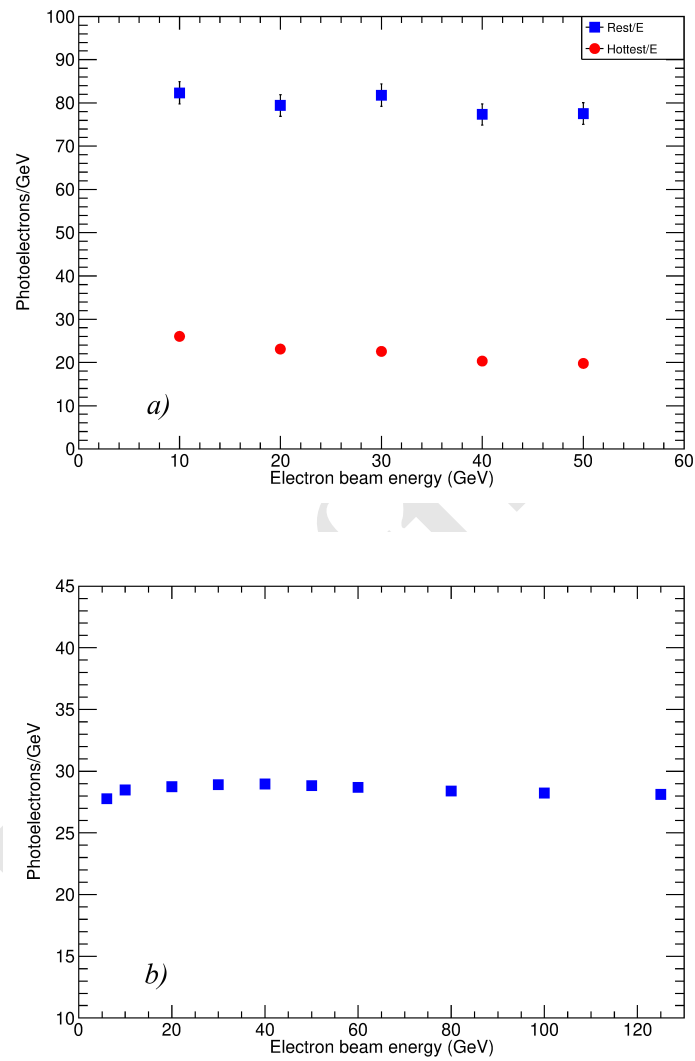 100
90
80
70
60
50
40
30
20
10
0
Photoelectrons/GeV
Rest/E
Hottest/E
a)
0 10 20 30 40 50 60
Electron beam energy (GeV)
45
40
35
30
25
20
15
10
Photoelectrons/GeV
b)
0 20 40 60 80 100 120
Electron beam energy (GeV)